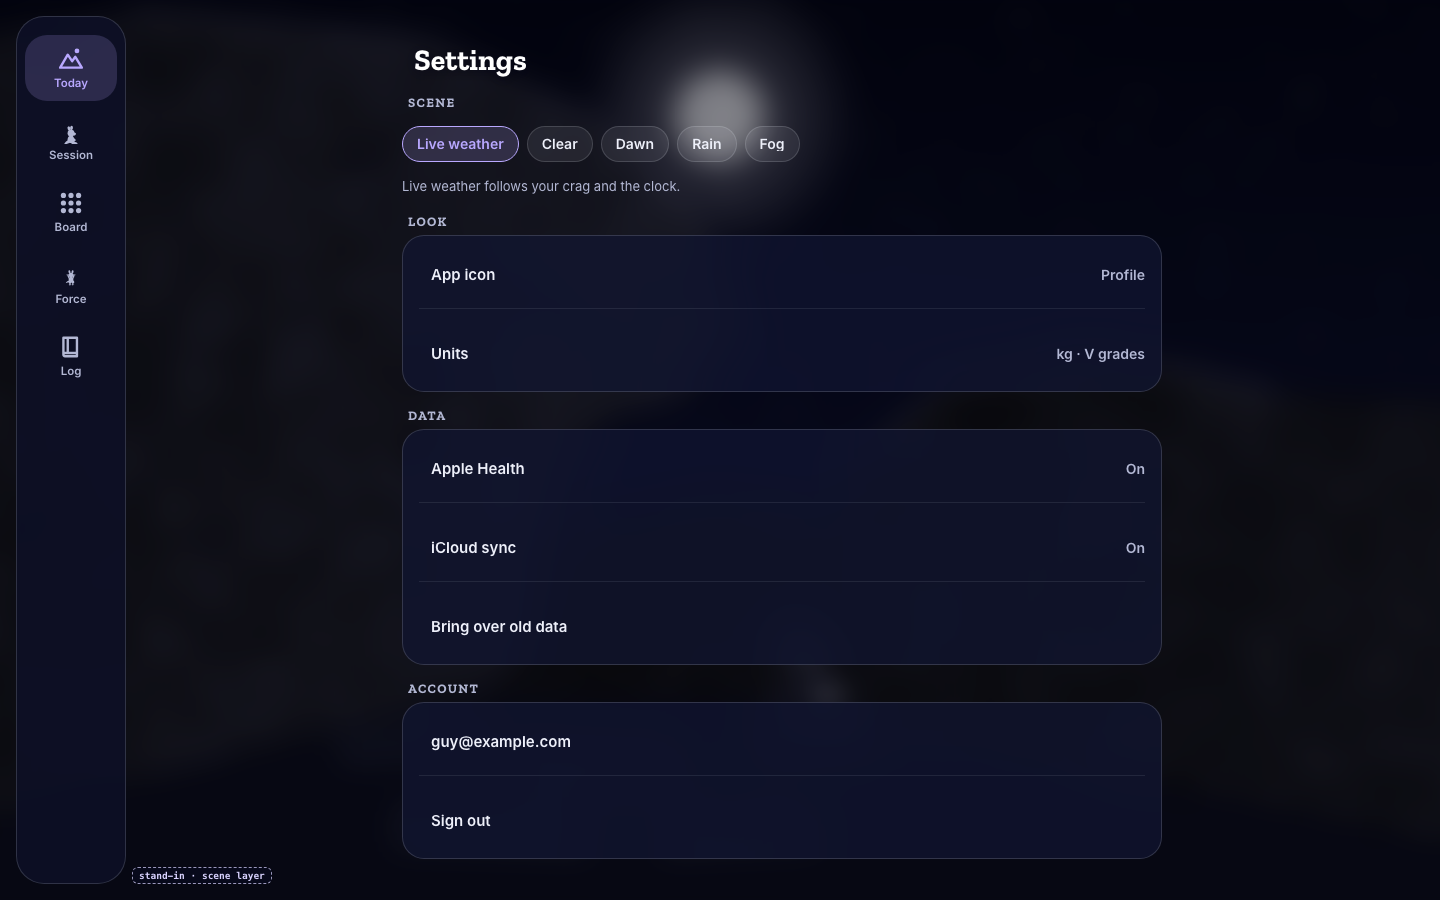 Today
Session
Board
Force
Log
Settings
SCENE
Live weather
Clear
Dawn
Rain
Fog
Live weather follows your crag and the clock.
LOOK
App icon
Profile
Units
kg · V grades
DATA
Apple Health
On
iCloud sync
On
Bring over old data
ACCOUNT
guy@example.com
Sign out
stand-in · scene layer